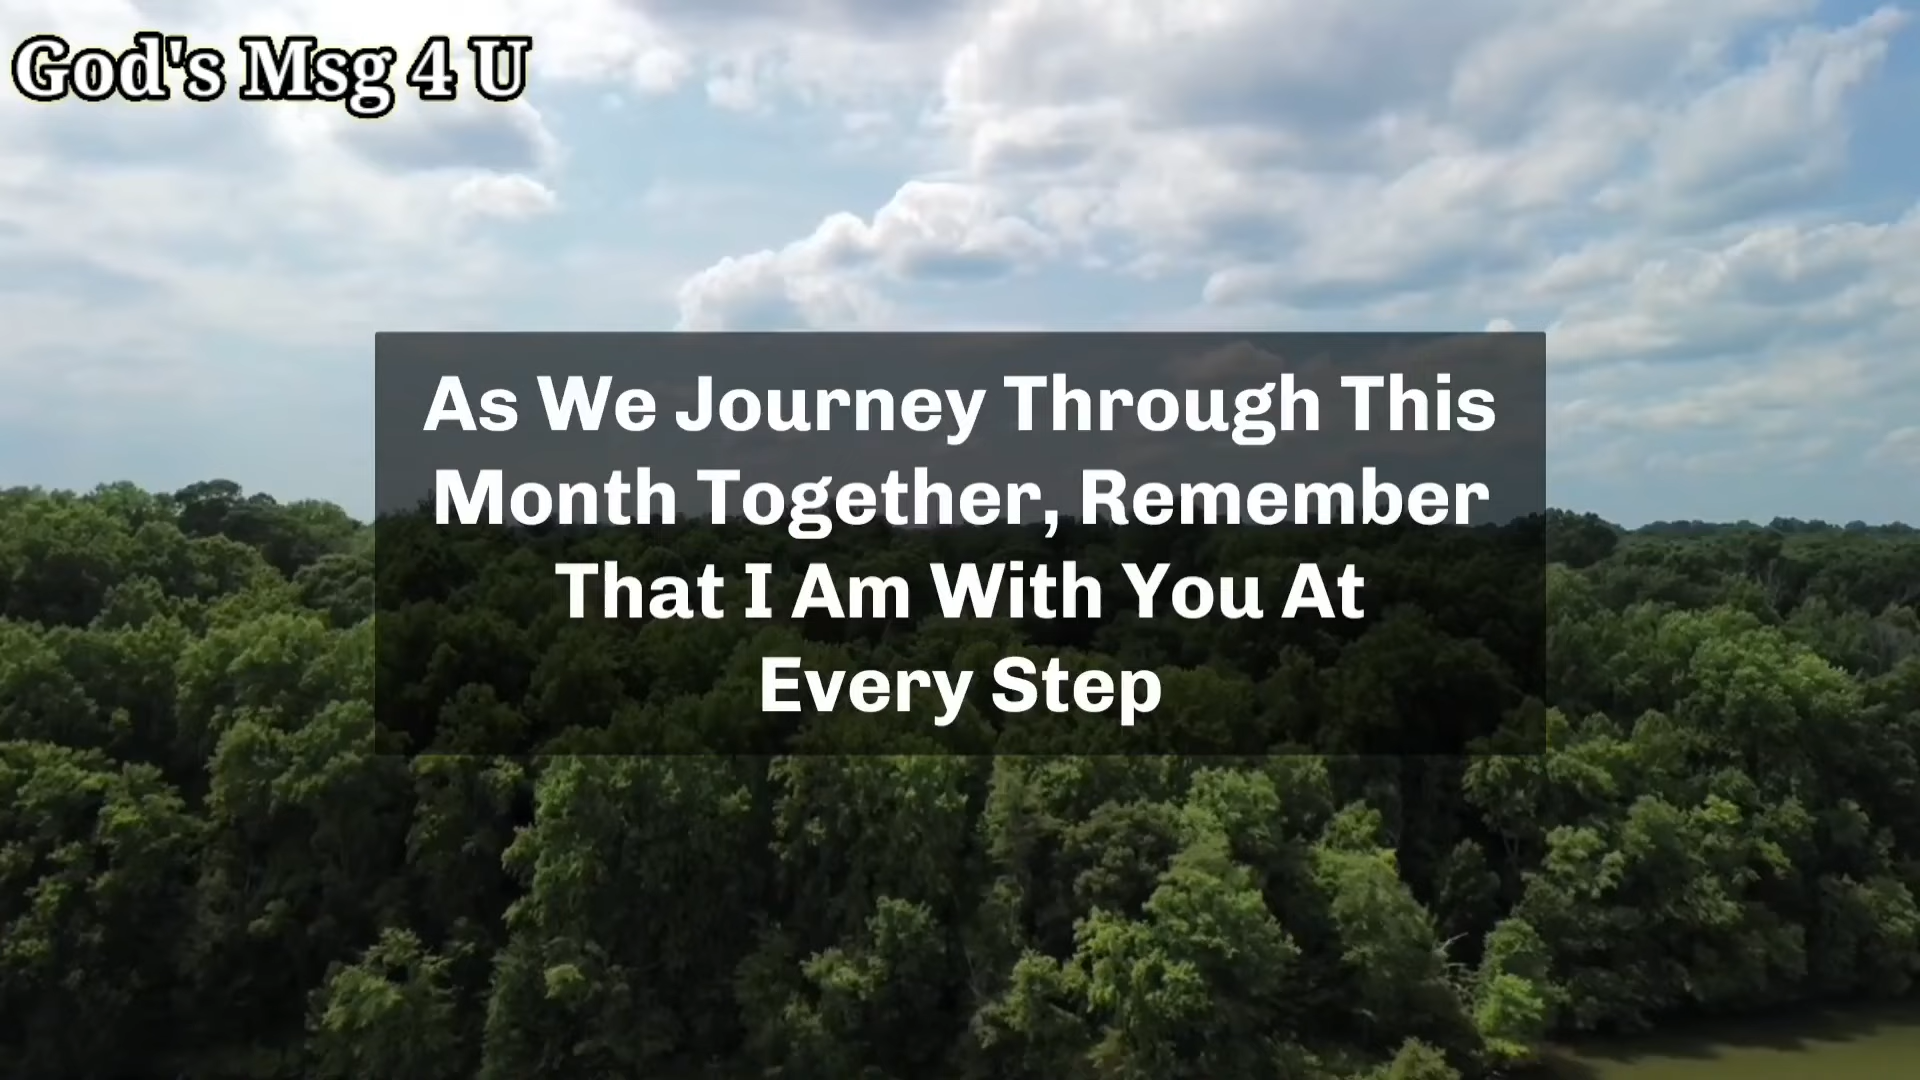 God's Msg 4 U
As We Journey Through This
Month Together, Remember
That I Am With You At
Every Step